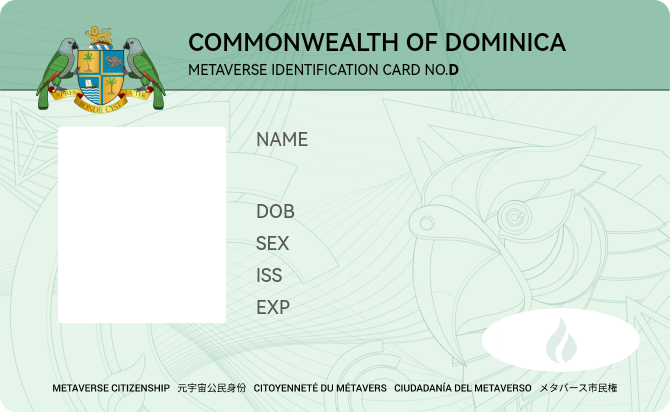 COMMONWEALTH OF DOMINICA
METAVERSE IDENTIFICATION CARD NO.D
NAME
DOB
SEX
ISS
EXP
METAVERSE CITIZENSHIP 元宇宙公民身份 CITOYENNETÉ DU MÉTAVERS CIUDADANÍA DEL METAVERSO メタバース市民権